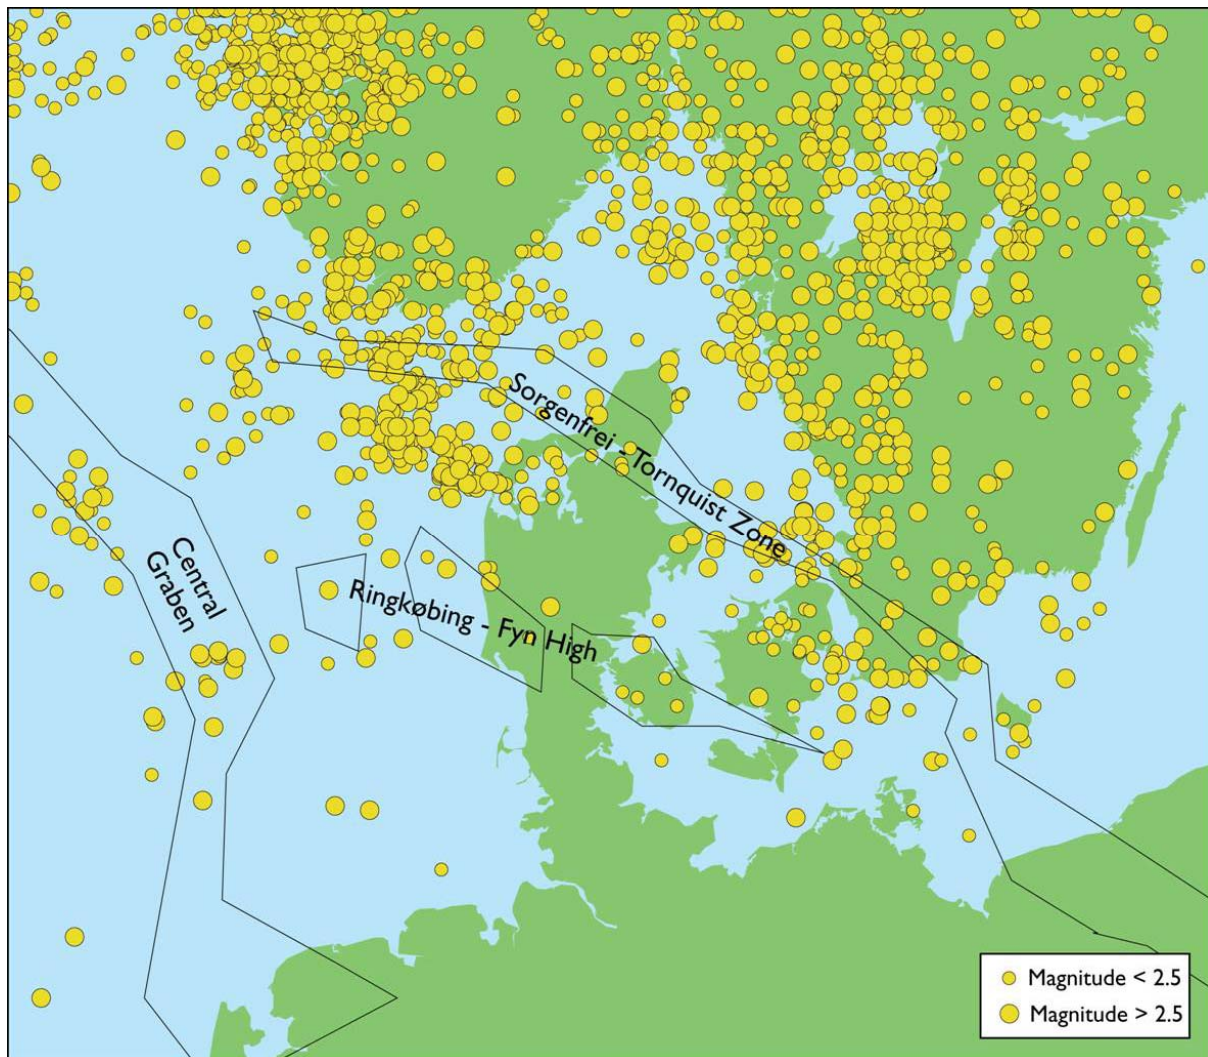 Sorgenfrei - Tornquist Zone
Central
Graben
Ringkøbing - Fyn High
Magnitude < 2.5
Magnitude > 2.5